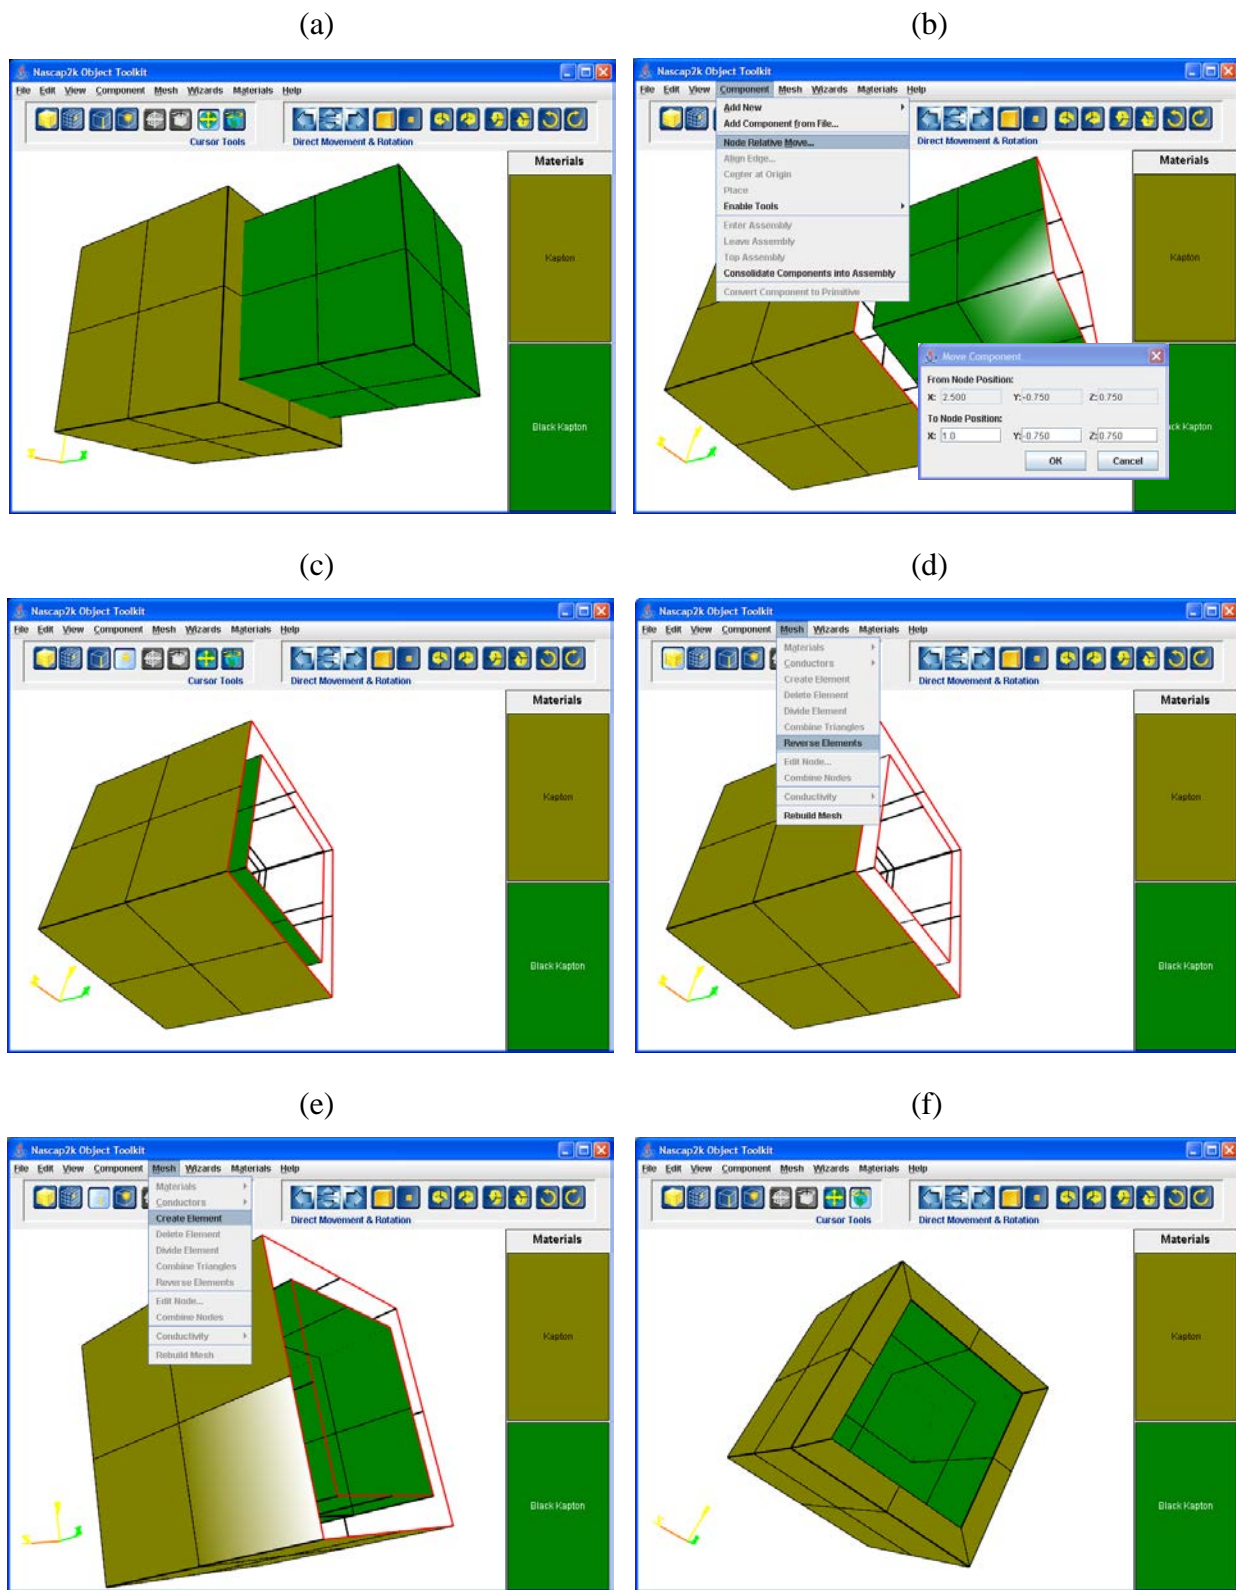 (a)
Nascap2k Object Toolkit
File Edit View Component Mesh Wizards Materials Help
Cursor Tools Direct Movement & Rotation
Materials
Kapton
Black Kapton
(b)
Nascap2k Object Toolkit
File Edit View Component Mesh Wizards Materials Help
Direct Movement & Rotation
Add New
Add Component from File...
Node Relative Move...
Align Edge...
Center at Origin
Place
Enable Tools
Enter Assembly
Leave Assembly
Top Assembly
Consolidate Components into Assembly
Convert Component to Primitive
Materials
Kapton
Move Component
From Node Position:
X: 2.500 Y: -0.750 Z: 0.750
To Node Position:
X: 1.0 Y: -0.750 Z: 0.750
OK Cancel
Black Kapton
(c)
Nascap2k Object Toolkit
File Edit View Component Mesh Wizards Materials Help
Cursor Tools Direct Movement & Rotation
Materials
Kapton
Black Kapton
(d)
Nascap2k Object Toolkit
File Edit View Component Mesh Wizards Materials Help
Direct Movement & Rotation
Materials
Conductors
Create Element
Delete Element
Divide Element
Combine Triangles
Reverse Elements
Edit Node...
Combine Nodes
Conductivity
Rebuild Mesh
Materials
Kapton
Black Kapton
(e)
Nascap2k Object Toolkit
File Edit View Component Mesh Wizards Materials Help
Direct Movement & Rotation
Materials
Conductors
Create Element
Delete Element
Divide Element
Combine Triangles
Reverse Elements
Edit Node...
Combine Nodes
Conductivity
Rebuild Mesh
Materials
Kapton
Black Kapton
(f)
Nascap2k Object Toolkit
File Edit View Component Mesh Wizards Materials Help
Cursor Tools Direct Movement & Rotation
Materials
Kapton
Black Kapton